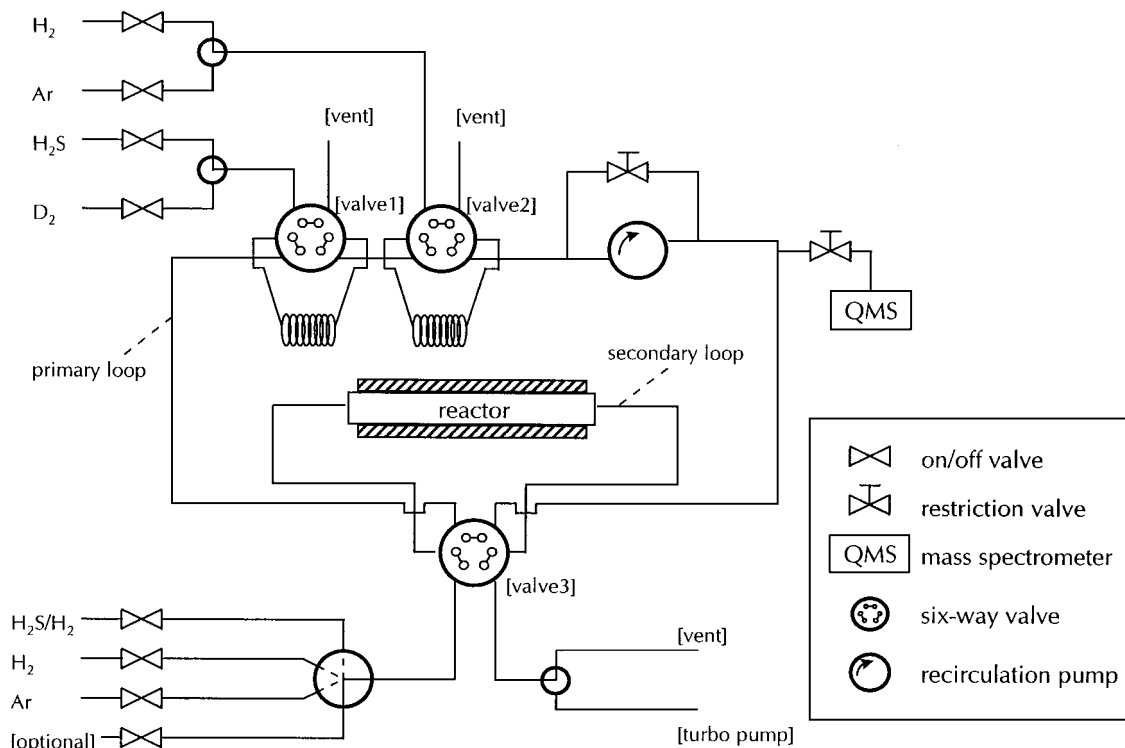 H₂
Ar
H₂S
D₂
[vent]
[vent]
[valve1]
[valve2]
QMS
primary loop
secondary loop
reactor
[valve3]
H₂S/H₂
H₂
Ar
[optional]
[vent]
[turbo pump]
on/off valve
restriction valve
QMS mass spectrometer
six-way valve
recirculation pump